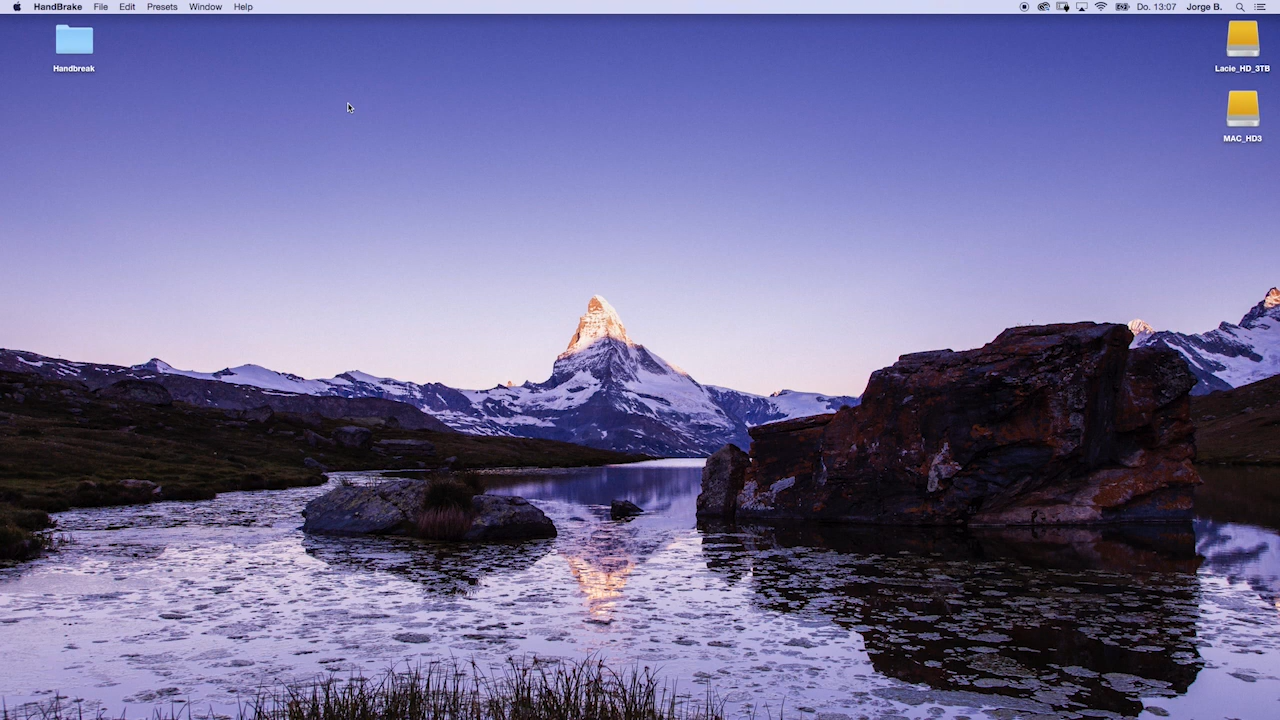 HandBrake File Edit Presets Window Help Do. 13:07 Jorge B.
Handbreak
Lacie_HD_3TB
MAC_HD3